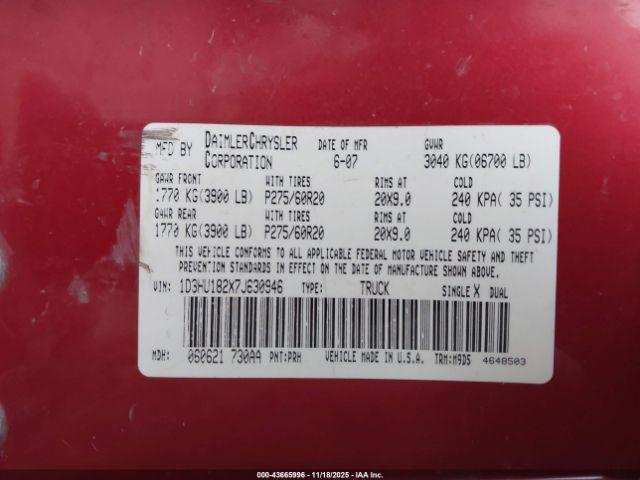 MFD BY DAIMLERCHRYSLER CORPORATION DATE OF MFR 6-07 GVWR 3040 KG(06700 LB)
GAWR FRONT WITH TIRES RIMS AT COLD
1770 KG(3900 LB) P275/60R20 20X9.0 240 KPA( 35 PSI)
GAWR REAR WITH TIRES RIMS AT COLD
1770 KG(3900 LB) P275/60R20 20X9.0 240 KPA( 35 PSI)
THIS VEHICLE CONFORMS TO ALL APPLICABLE FEDERAL MOTOR VEHICLE SAFETY AND THEFT
PREVENTION STANDARDS IN EFFECT ON THE DATE OF MANUFACTURE SHOWN ABOVE.
VIN: 1D3HU182X7J630946 TYPE: TRUCK SINGLE X DUAL
MDH: 060621 730AA PNT:PRH VEHICLE MADE IN U.S.A. TRM:M9D5 4648503
000-43665996 - 11/18/2025 - IAA Inc.